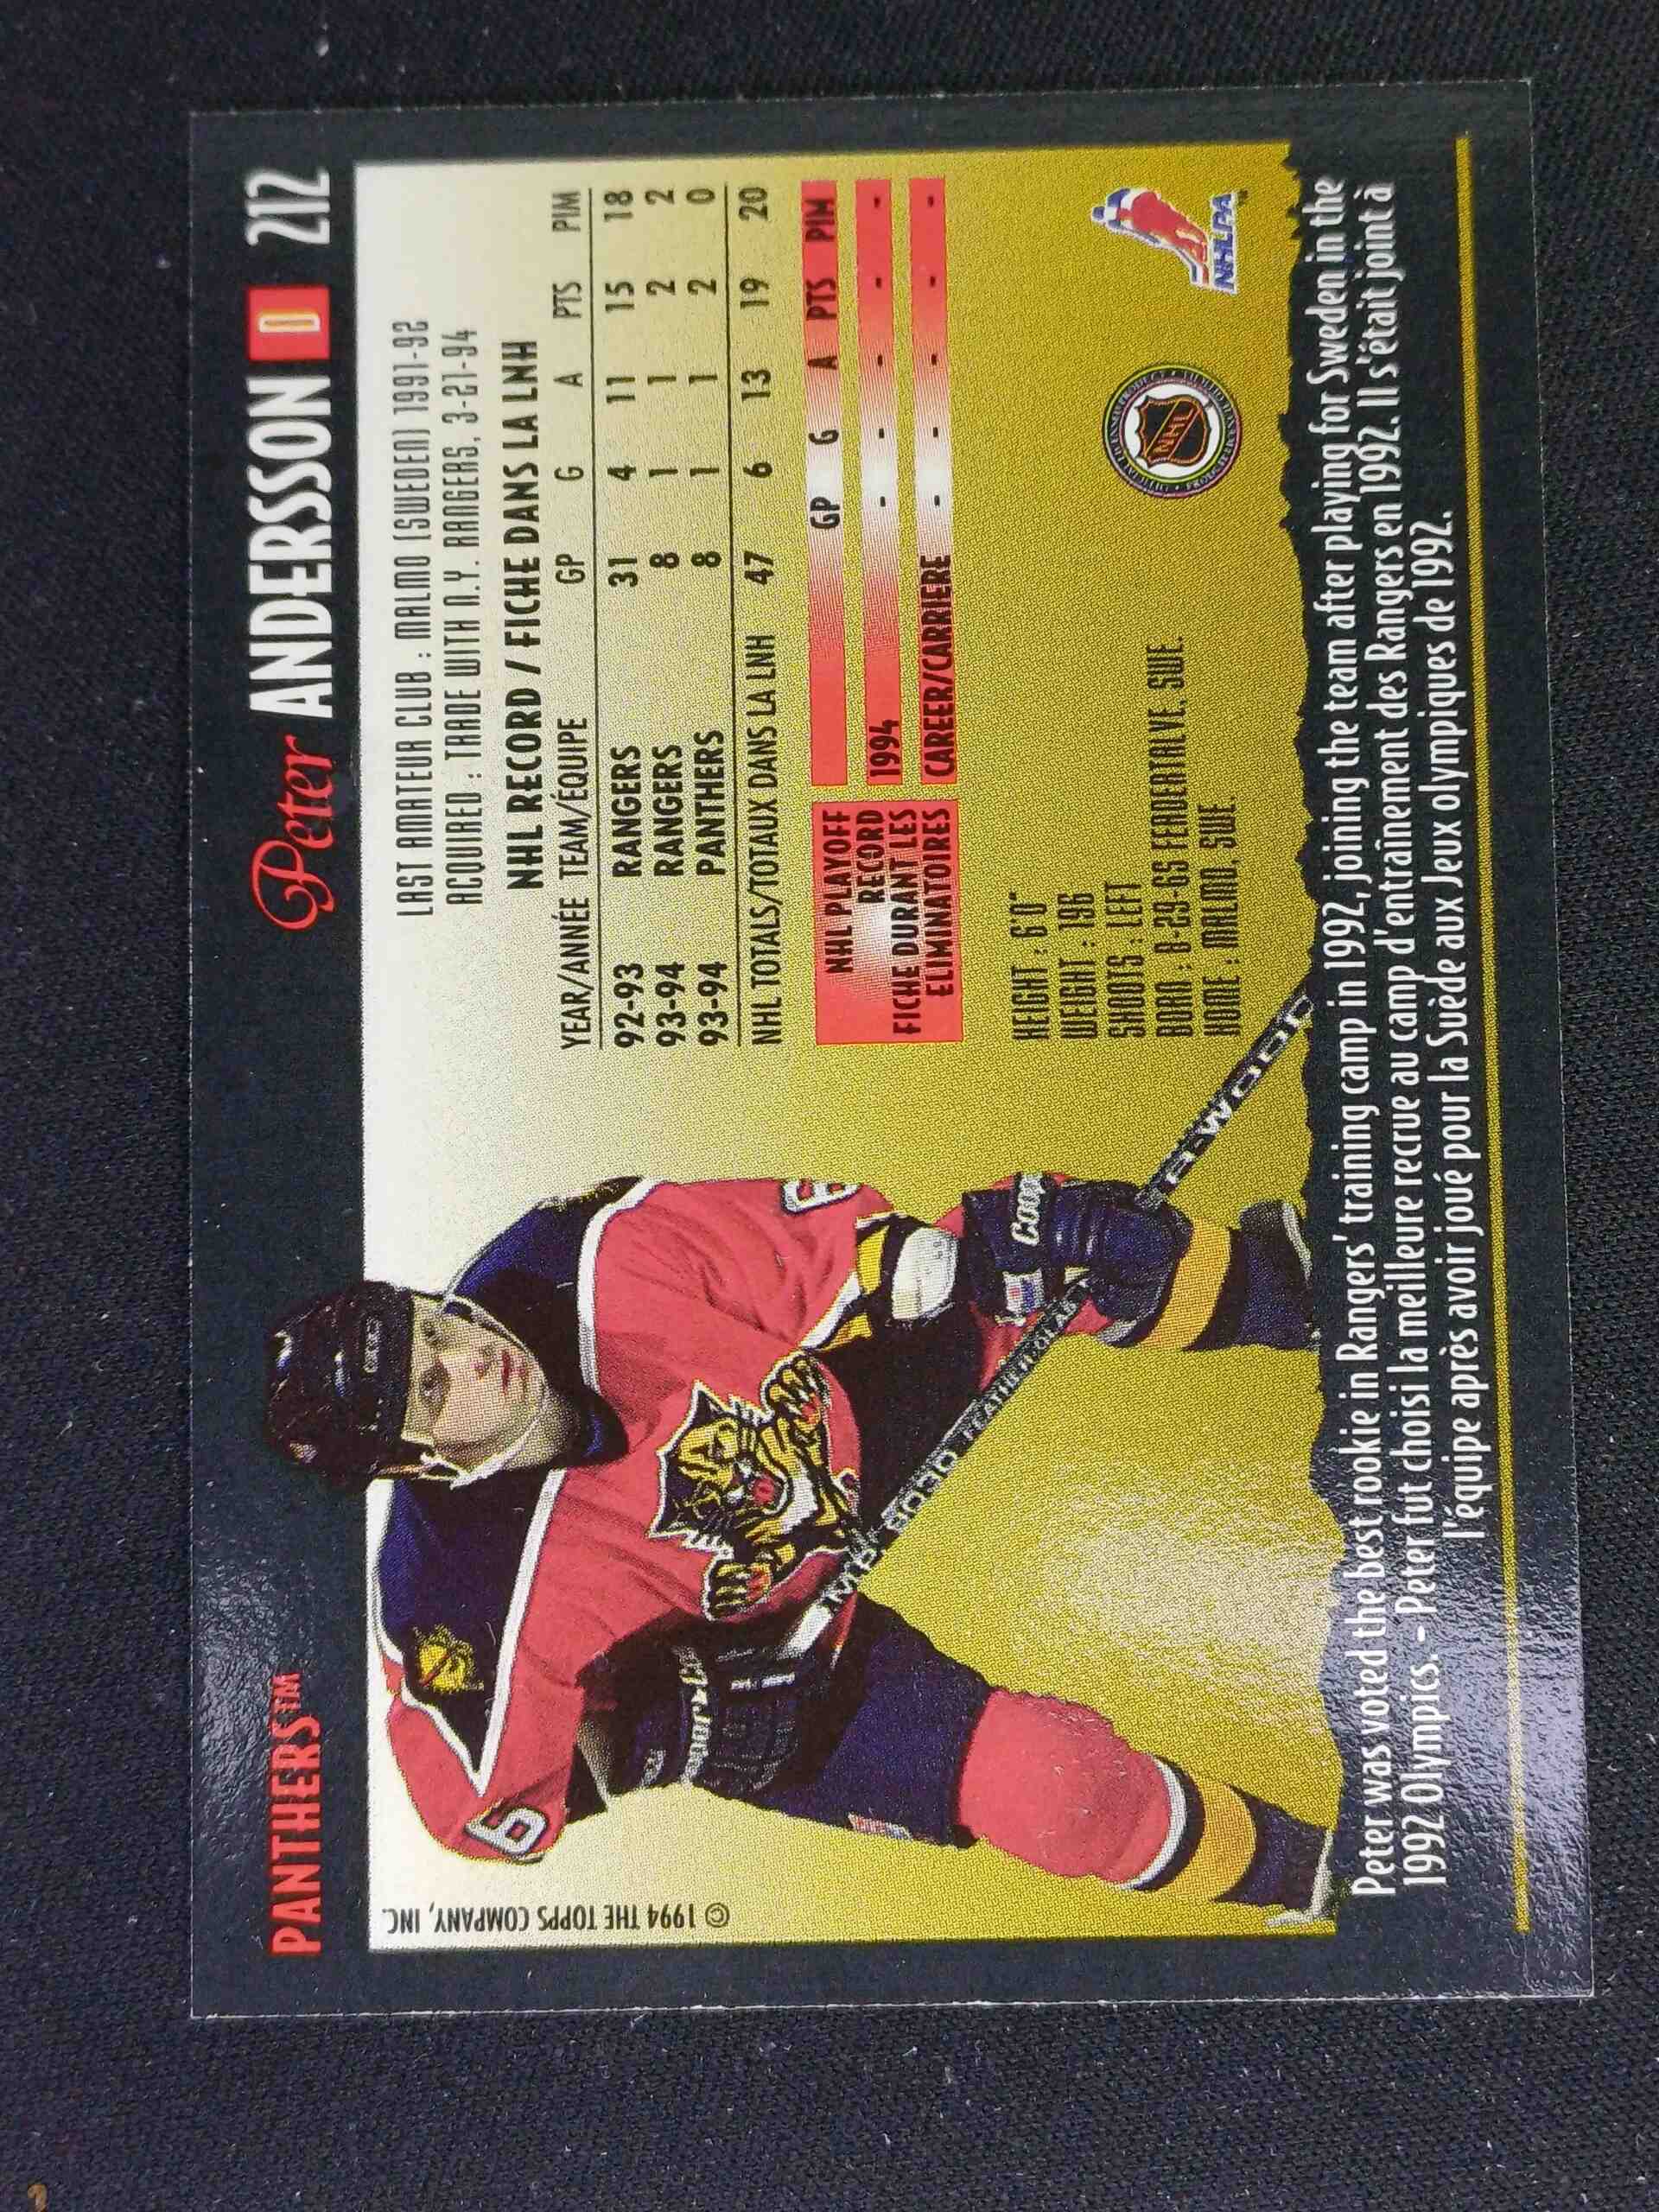 PANTHERS™ Peter ANDERSSON D 212
© 1994 THE TOPPS COMPANY, INC.
LAST AMATEUR CLUB : MALMO (SWEDEN) 1991-92
ACQUIRED : TRADE WITH N.Y. RANGERS, 3-21-94
NHL RECORD / FICHE DANS LA LNH
YEAR/ANNÉE TEAM/ÉQUIPE GP G A PTS PIM
92-93 RANGERS 31 4 11 15 18
93-94 RANGERS 8 1 1 2 2
93-94 PANTHERS 8 1 1 2 0
NHL TOTALS/TOTAUX DANS LA LNH 47 6 13 19 20
NHL PLAYOFF
RECORD
FICHE DURANT LES
ELIMINATOIRES
GP G A PTS PIM
1994 - - - - -
CAREER/CARRIERE - - - - -
HEIGHT : 6'0"
WEIGHT : 196
SHOOTS : LEFT
BORN : 8-29-65 FERDERTALVE, SWE.
HOME : MALMO, SWE.
NHL
NHLPA™
6
6
Cooper
Peter was voted the best rookie in Rangers' training camp in 1992, joining the team after playing for Sweden in the
1992 Olympics. - Peter fut choisi la meilleure recrue au camp d'entraînement des Rangers en 1992. Il s'était joint à
l'équipe après avoir joué pour la Suède aux Jeux olympiques de 1992.